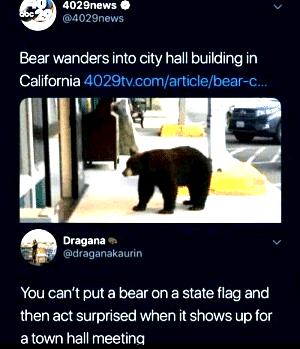 4029news
@4029news
abc
Bear wanders into city hall building in
California 4029tv.com/article/bear-c...
Dragana
@draganakaurin
You can't put a bear on a state flag and
then act surprised when it shows up for
a town hall meeting